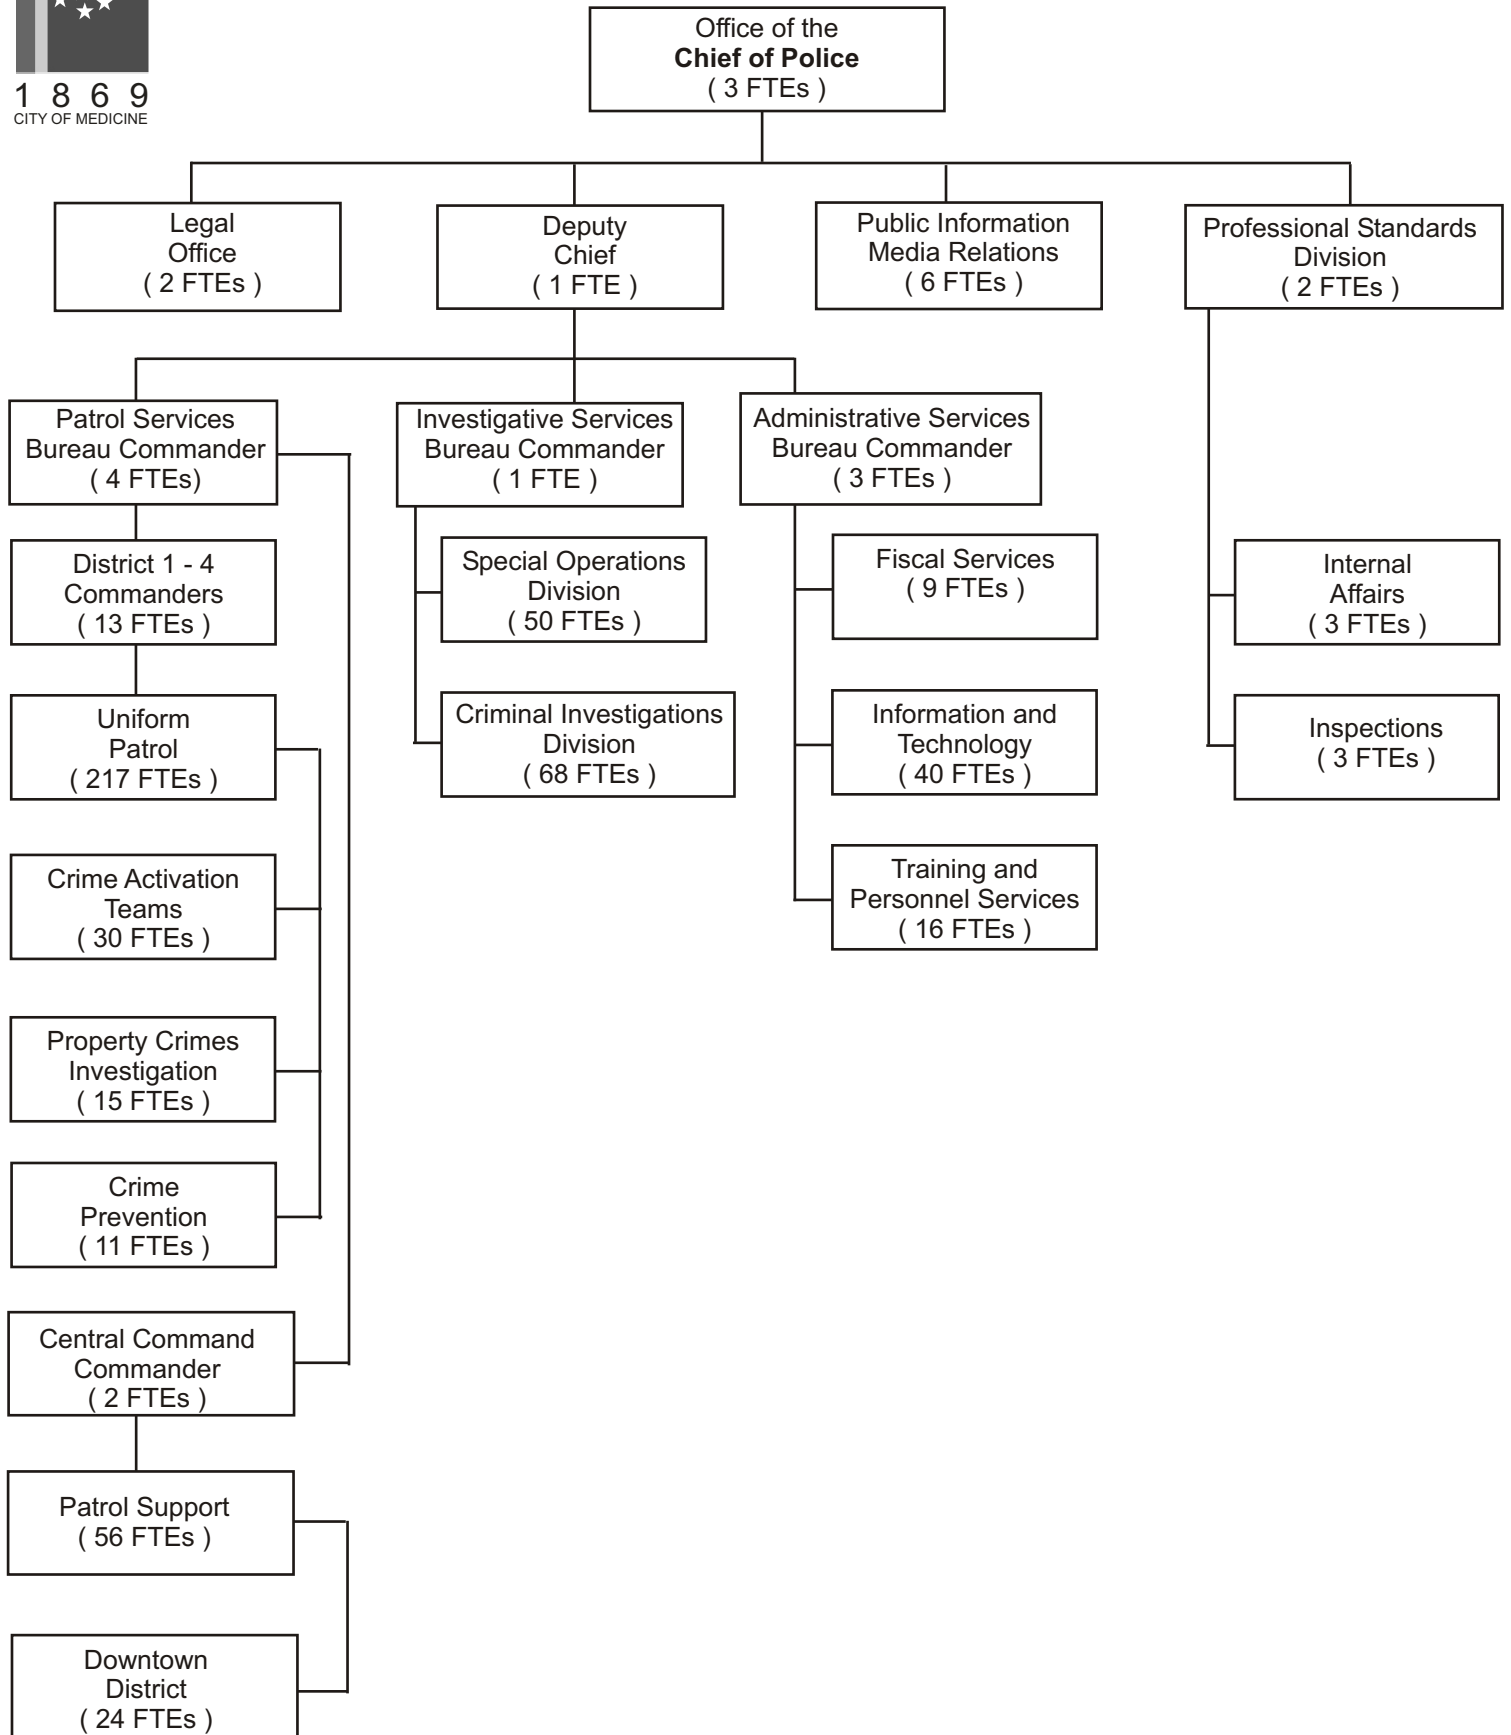 1 8 6 9
CITY OF MEDICINE
Office of the
Chief of Police
( 3 FTEs )
Legal
Office
( 2 FTEs )
Deputy
Chief
( 1 FTE )
Public Information
Media Relations
( 6 FTEs )
Professional Standards
Division
( 2 FTEs )
Patrol Services
Bureau Commander
( 4 FTEs)
Investigative Services
Bureau Commander
( 1 FTE )
Administrative Services
Bureau Commander
( 3 FTEs )
District 1 - 4
Commanders
( 13 FTEs )
Special Operations
Division
( 50 FTEs )
Fiscal Services
( 9 FTEs )
Internal
Affairs
( 3 FTEs )
Uniform
Patrol
( 217 FTEs )
Criminal Investigations
Division
( 68 FTEs )
Information and
Technology
( 40 FTEs )
Inspections
( 3 FTEs )
Crime Activation
Teams
( 30 FTEs )
Training and
Personnel Services
( 16 FTEs )
Property Crimes
Investigation
( 15 FTEs )
Crime
Prevention
( 11 FTEs )
Central Command
Commander
( 2 FTEs )
Patrol Support
( 56 FTEs )
Downtown
District
( 24 FTEs )